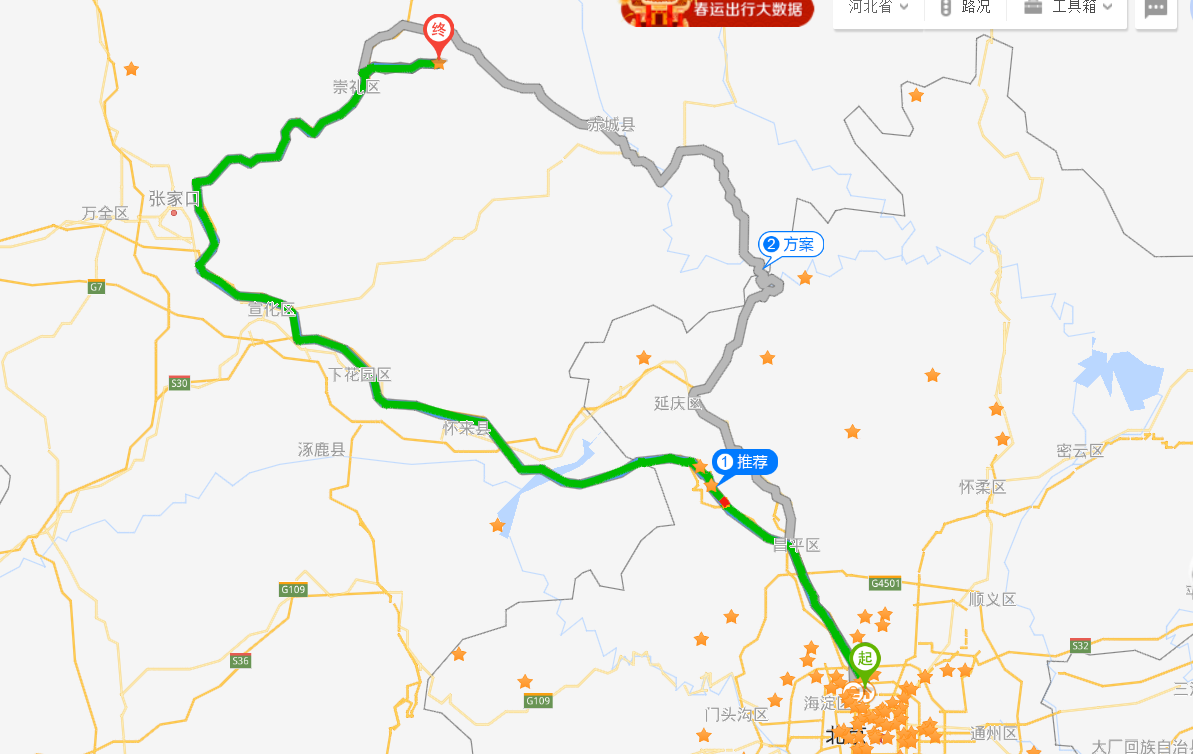 春运出行大数据
河北省
路况
工具箱
终
崇礼区
赤城县
张家口
万全区
2 方案
G7
宣化区
下花园区
S30
延庆区
怀来县
涿鹿县
1 推荐
密云区
怀柔区
昌平区
G4501
G109
顺义区
S32
起
S36
G109
海淀区
门头沟区
三
通州区
北京
大厂回族自治